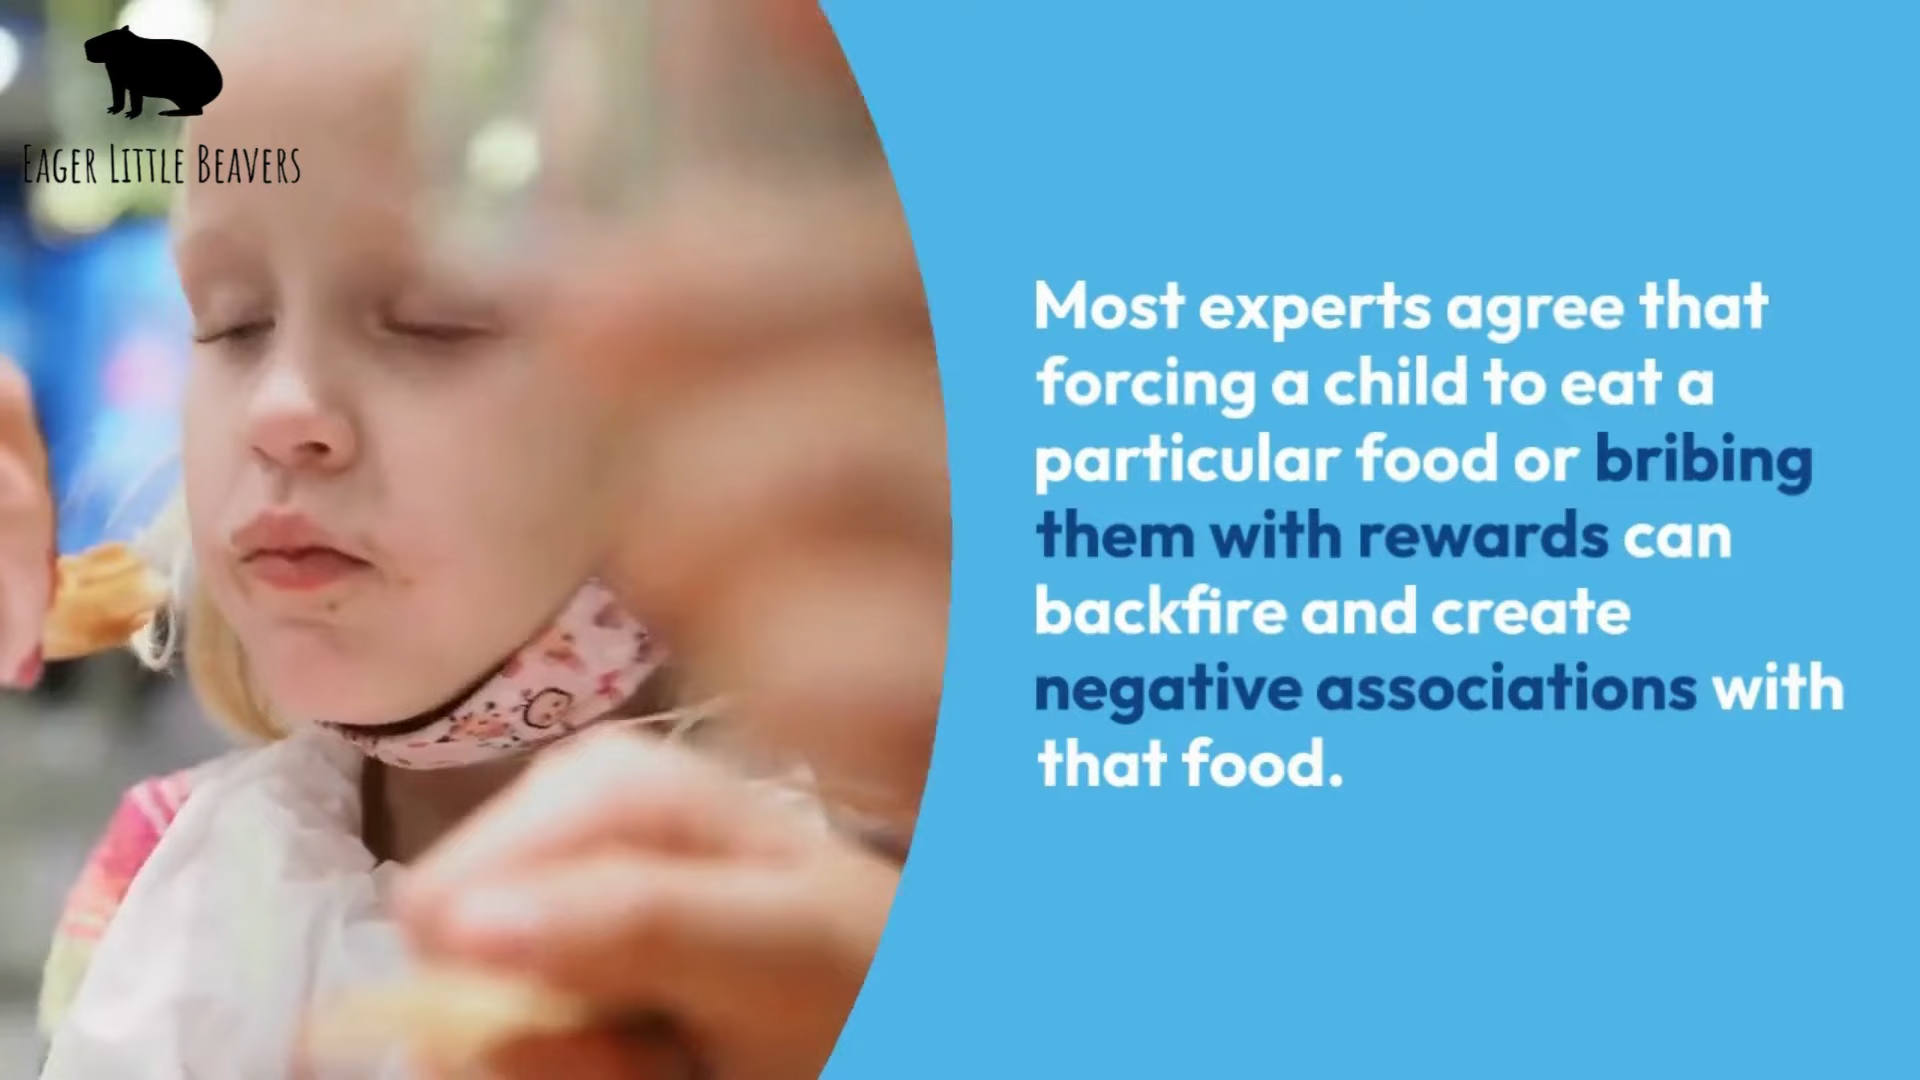 EAGER LITTLE BEAVERS
Most experts agree that
forcing a child to eat a
particular food or bribing
them with rewards can
backfire and create
negative associations with
that food.